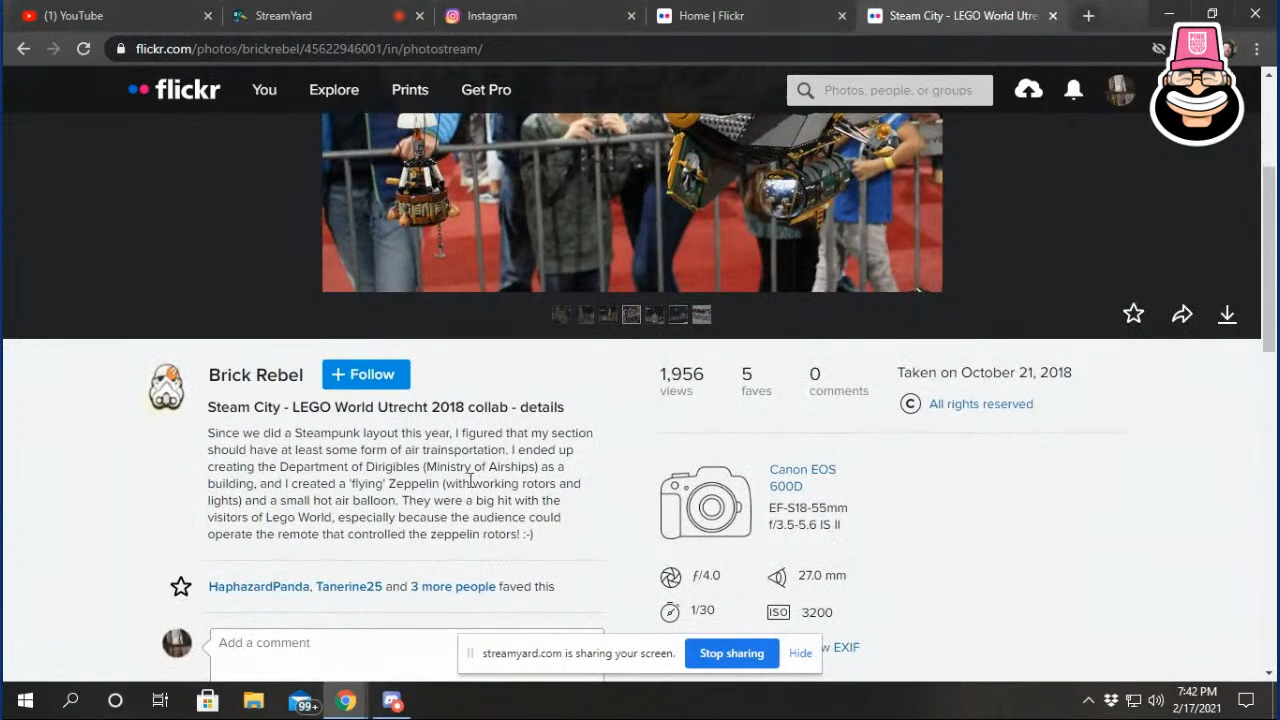 (1) YouTube
StreamYard
Instagram
Home | Flickr
Steam City - LEGO World Utre
flickr.com/photos/brickrebel/45622946001/in/photostream/
flickr
You
Explore
Prints
Get Pro
Photos, people, or groups
Brick Rebel
+ Follow
Steam City - LEGO World Utrecht 2018 collab - details
Since we did a Steampunk layout this year, I figured that my section
should have at least some form of air trainsportation. I ended up
creating the Department of Dirigibles (Ministry of Airships) as a
building, and I created a 'flying' Zeppelin (with working rotors and
lights) and a small hot air balloon. They were a big hit with the
visitors of Lego World, especially because the audience could
operate the remote that controlled the zeppelin rotors! :-)
HaphazardPanda, Tanerine25 and 3 more people faved this
Add a comment
1,956
views
5
faves
0
comments
Taken on October 21, 2018
© All rights reserved
Canon EOS
600D
EF-S18-55mm
f/3.5-5.6 IS II
ƒ/4.0
27.0 mm
1/30
ISO
3200
w EXIF
streamyard.com is sharing your screen.
Stop sharing
Hide
99+
7:42 PM
2/17/2021